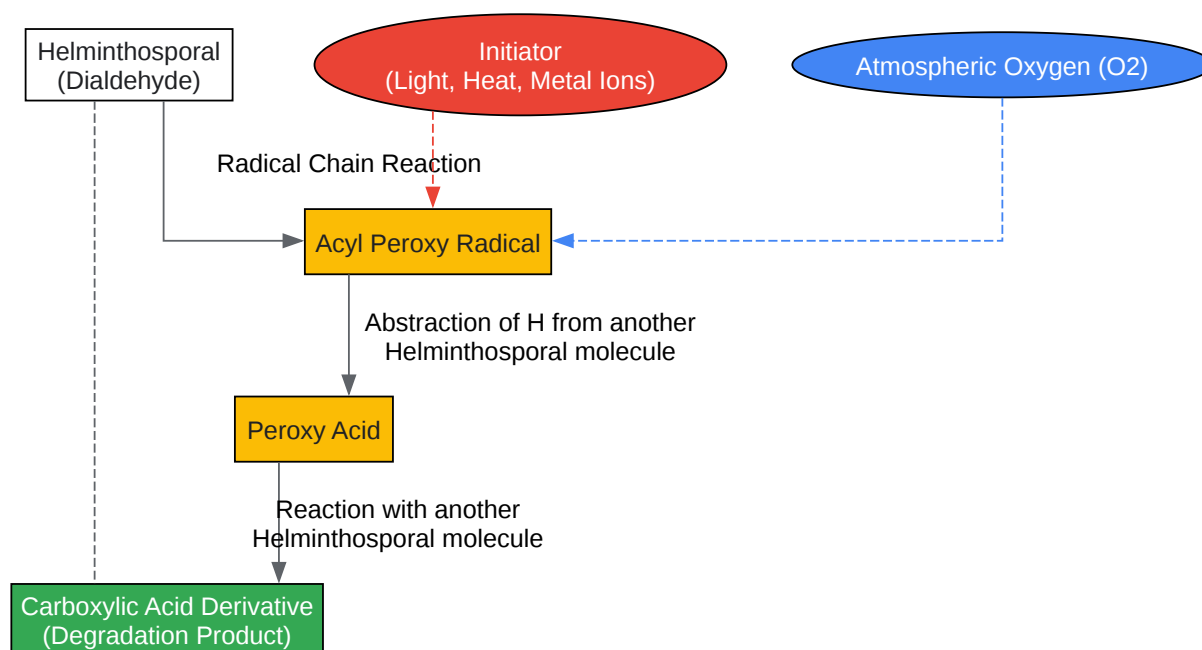 Helminthosporal
(Dialdehyde)
Initiator
(Light, Heat, Metal Ions)
Atmospheric Oxygen (O2)
Radical Chain Reaction
Acyl Peroxy Radical
Abstraction of H from another
Helminthosporal molecule
Peroxy Acid
Reaction with another
Helminthosporal molecule
Carboxylic Acid Derivative
(Degradation Product)